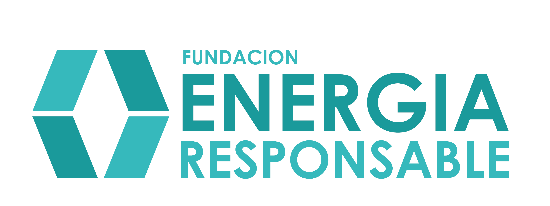 FUNDACION
ENERGIA
RESPONSABLE